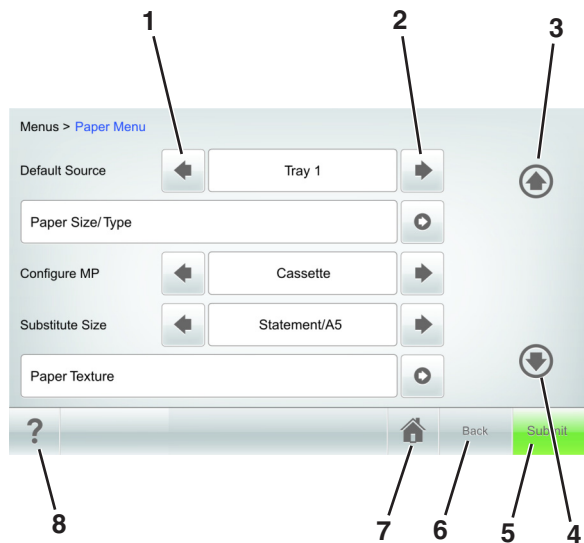 1 2 3
Menus > Paper Menu
Default Source Tray 1
Paper Size/Type
Configure MP Cassette
Substitute Size Statement/A5
Paper Texture
? Back Submit
8 7 6 5 4